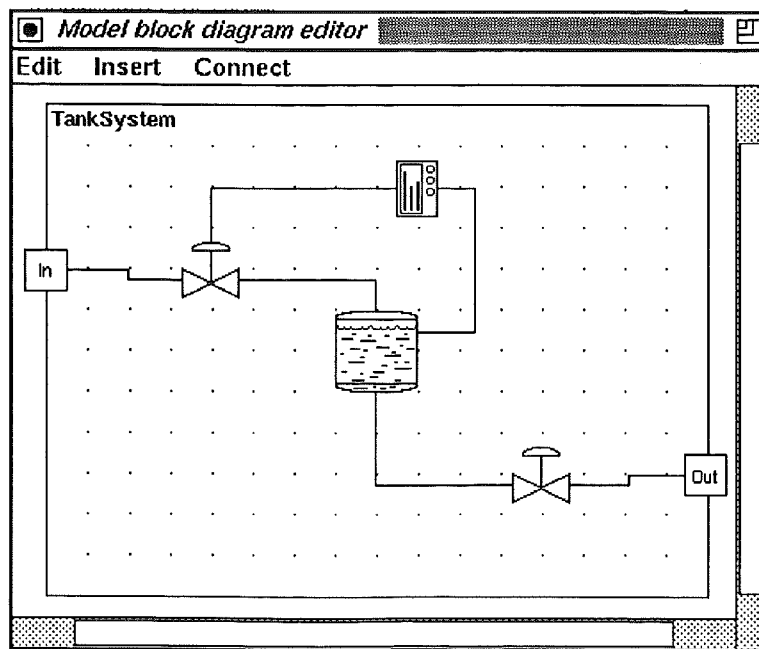 Model block diagram editor
Edit Insert Connect
TankSystem
In
Out